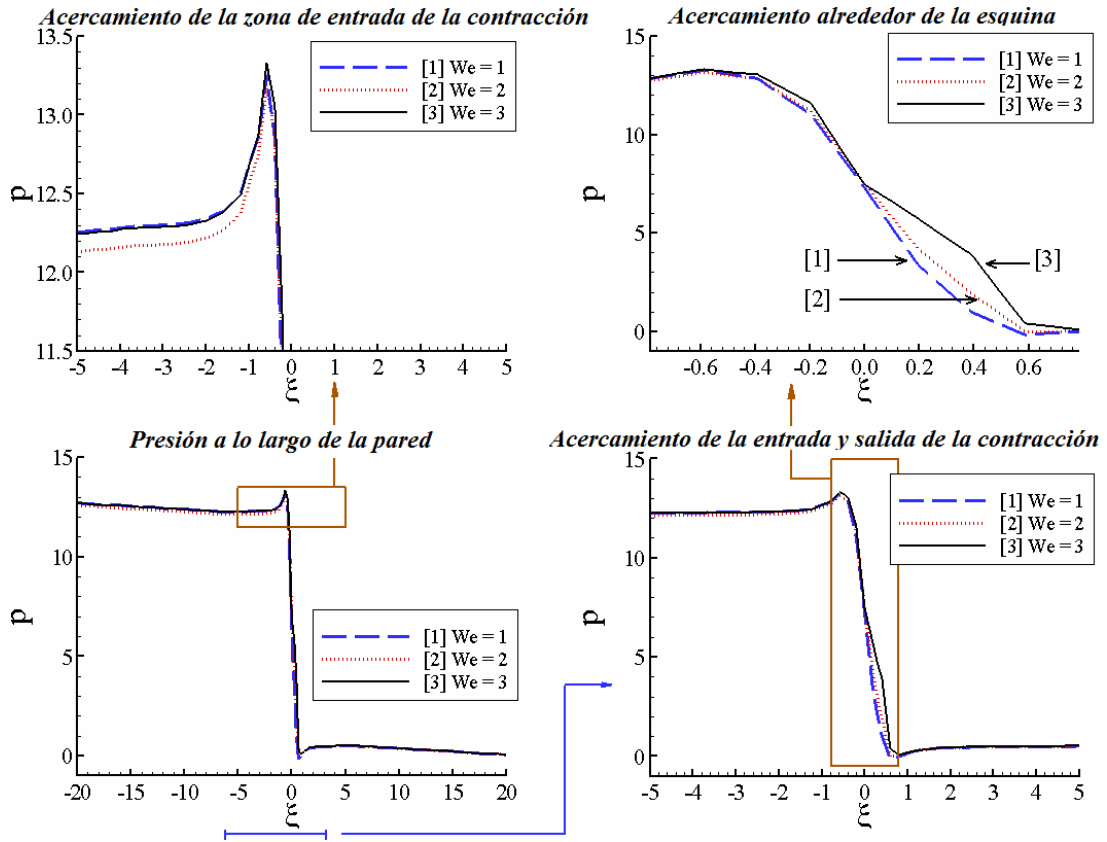 Acercamiento de la zona de entrada de la contracción
13.5
13.0
12.5
12.0
11.5
p
[1] We = 1
[2] We = 2
[3] We = 3
-5 -4 -3 -2 -1 0 1 2 3 4 5
ξ
Acercamiento alrededor de la esquina
15
10
5
0
p
[1] We = 1
[2] We = 2
[3] We = 3
[1]
[2]
[3]
-0.6 -0.4 -0.2 0.0 0.2 0.4 0.6
ξ
Presión a lo largo de la pared
15
10
5
0
p
[1] We = 1
[2] We = 2
[3] We = 3
-20 -15 -10 -5 0 5 10 15 20
ξ
Acercamiento de la entrada y salida de la contracción
15
10
5
0
p
[1] We = 1
[2] We = 2
[3] We = 3
-5 -4 -3 -2 -1 0 1 2 3 4 5
ξ